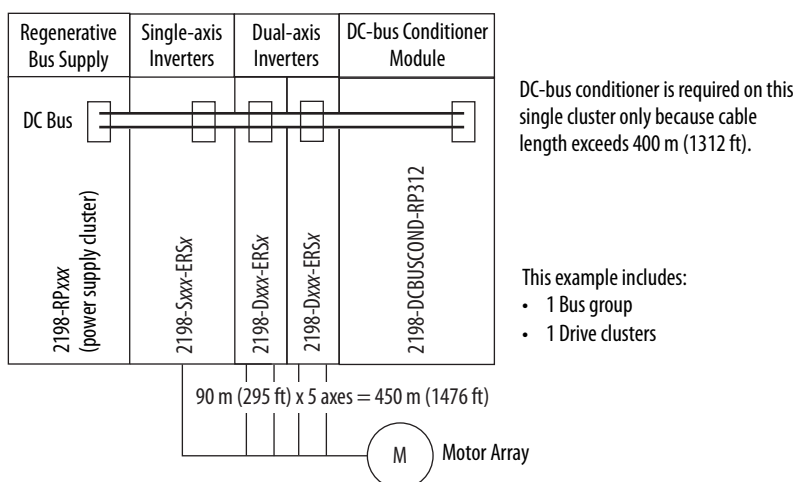 Regenerative
Bus Supply
Single-axis
Inverters
Dual-axis
Inverters
DC-bus Conditioner
Module
DC Bus
2198-RPxxx
(power supply cluster)
2198-Sxxx-ERSx
2198-Dxxx-ERSx
2198-Dxxx-ERSx
2198-DCBUSCOND-RP312
DC-bus conditioner is required on this
single cluster only because cable
length exceeds 400 m (1312 ft).
This example includes:
• 1 Bus group
• 1 Drive clusters
90 m (295 ft) x 5 axes = 450 m (1476 ft)
M
Motor Array